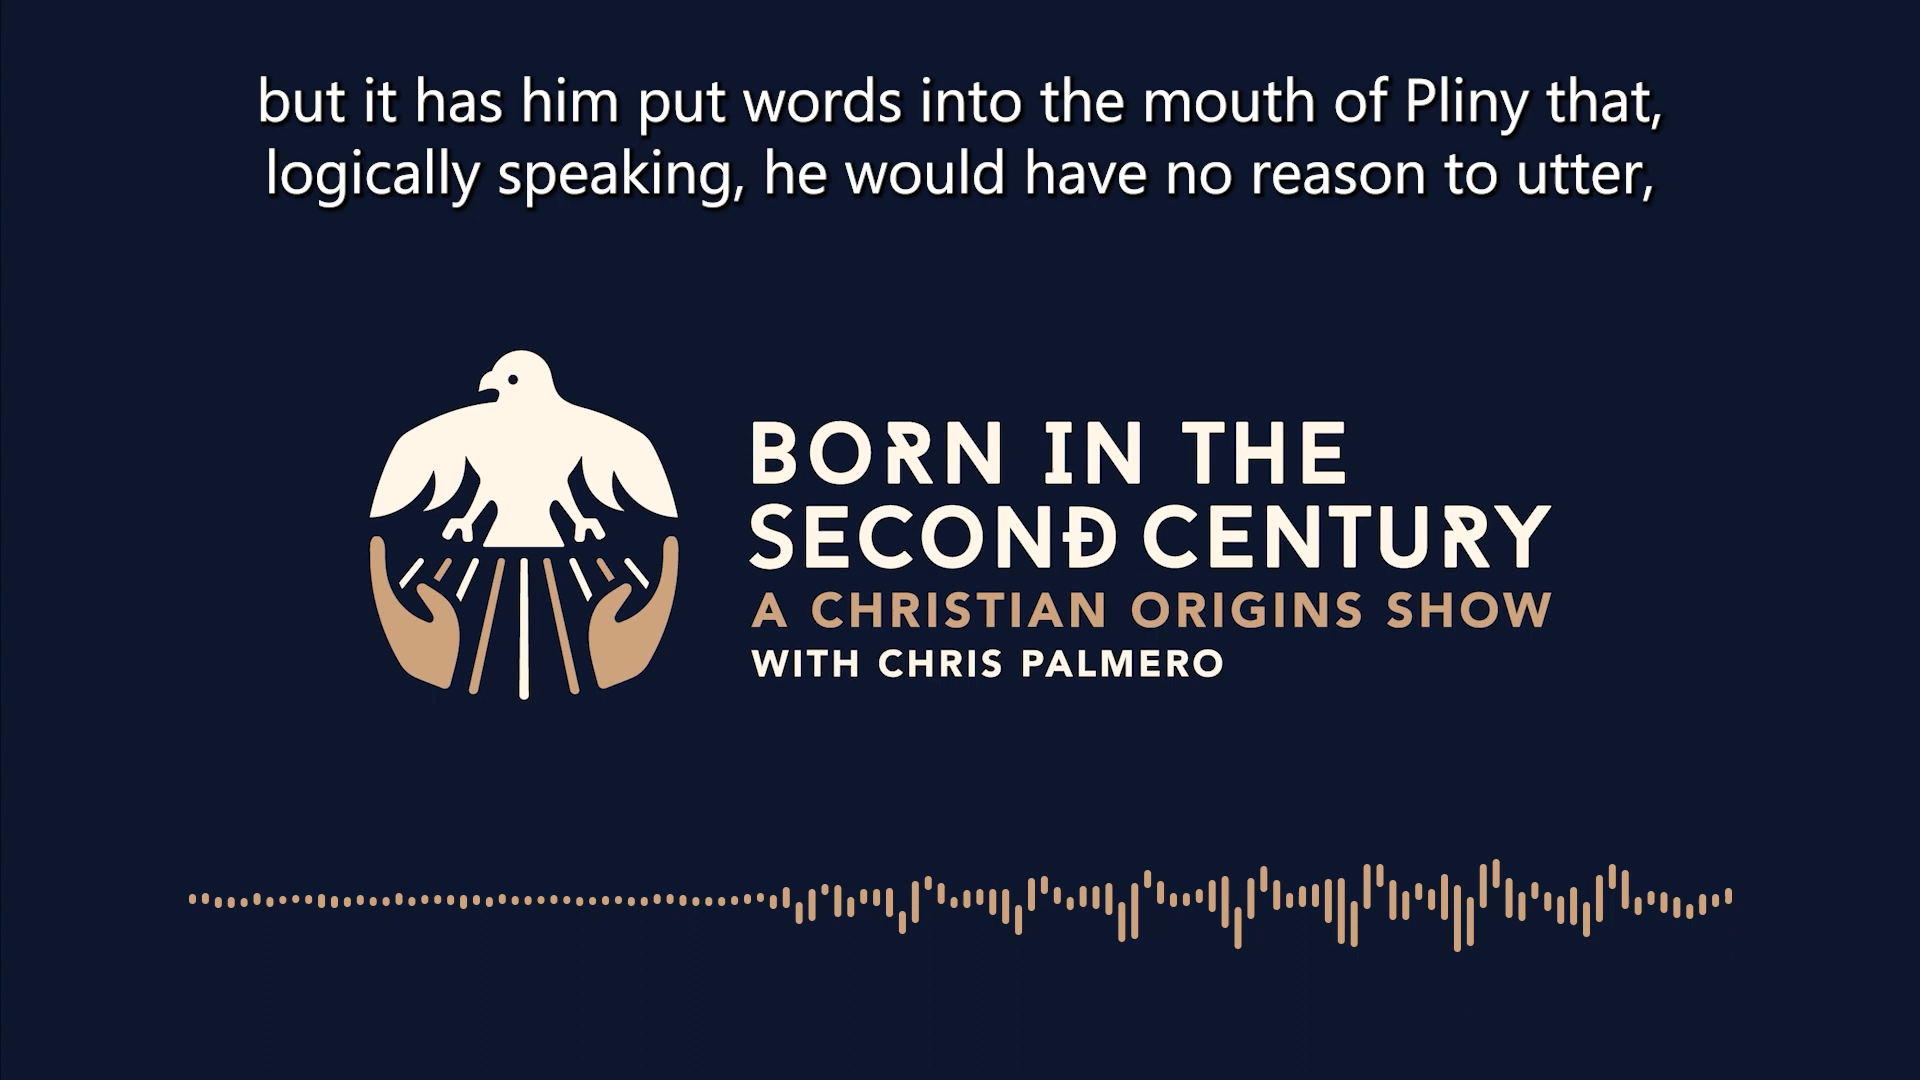 but it has him put words into the mouth of Pliny that,
logically speaking, he would have no reason to utter,
BORN IN THE
SECOND CENTURY
A CHRISTIAN ORIGINS SHOW
WITH CHRIS PALMERO